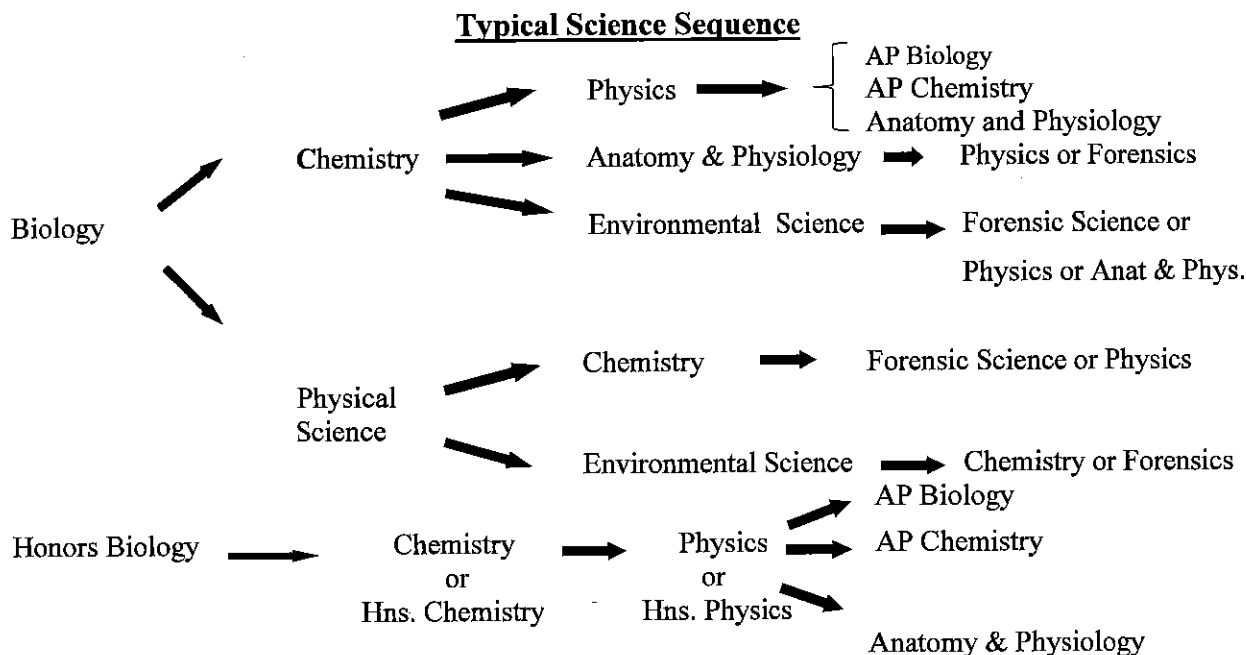 Typical Science Sequence
AP Biology
Physics
AP Chemistry
Anatomy and Physiology
Chemistry
Anatomy & Physiology
Physics or Forensics
Biology
Environmental Science
Forensic Science or
Physics or Anat & Phys.
Chemistry
Forensic Science or Physics
Physical
Science
Environmental Science
Chemistry or Forensics
AP Biology
Honors Biology
Chemistry
or
Hns. Chemistry
Physics
or
Hns. Physics
AP Chemistry
Anatomy & Physiology